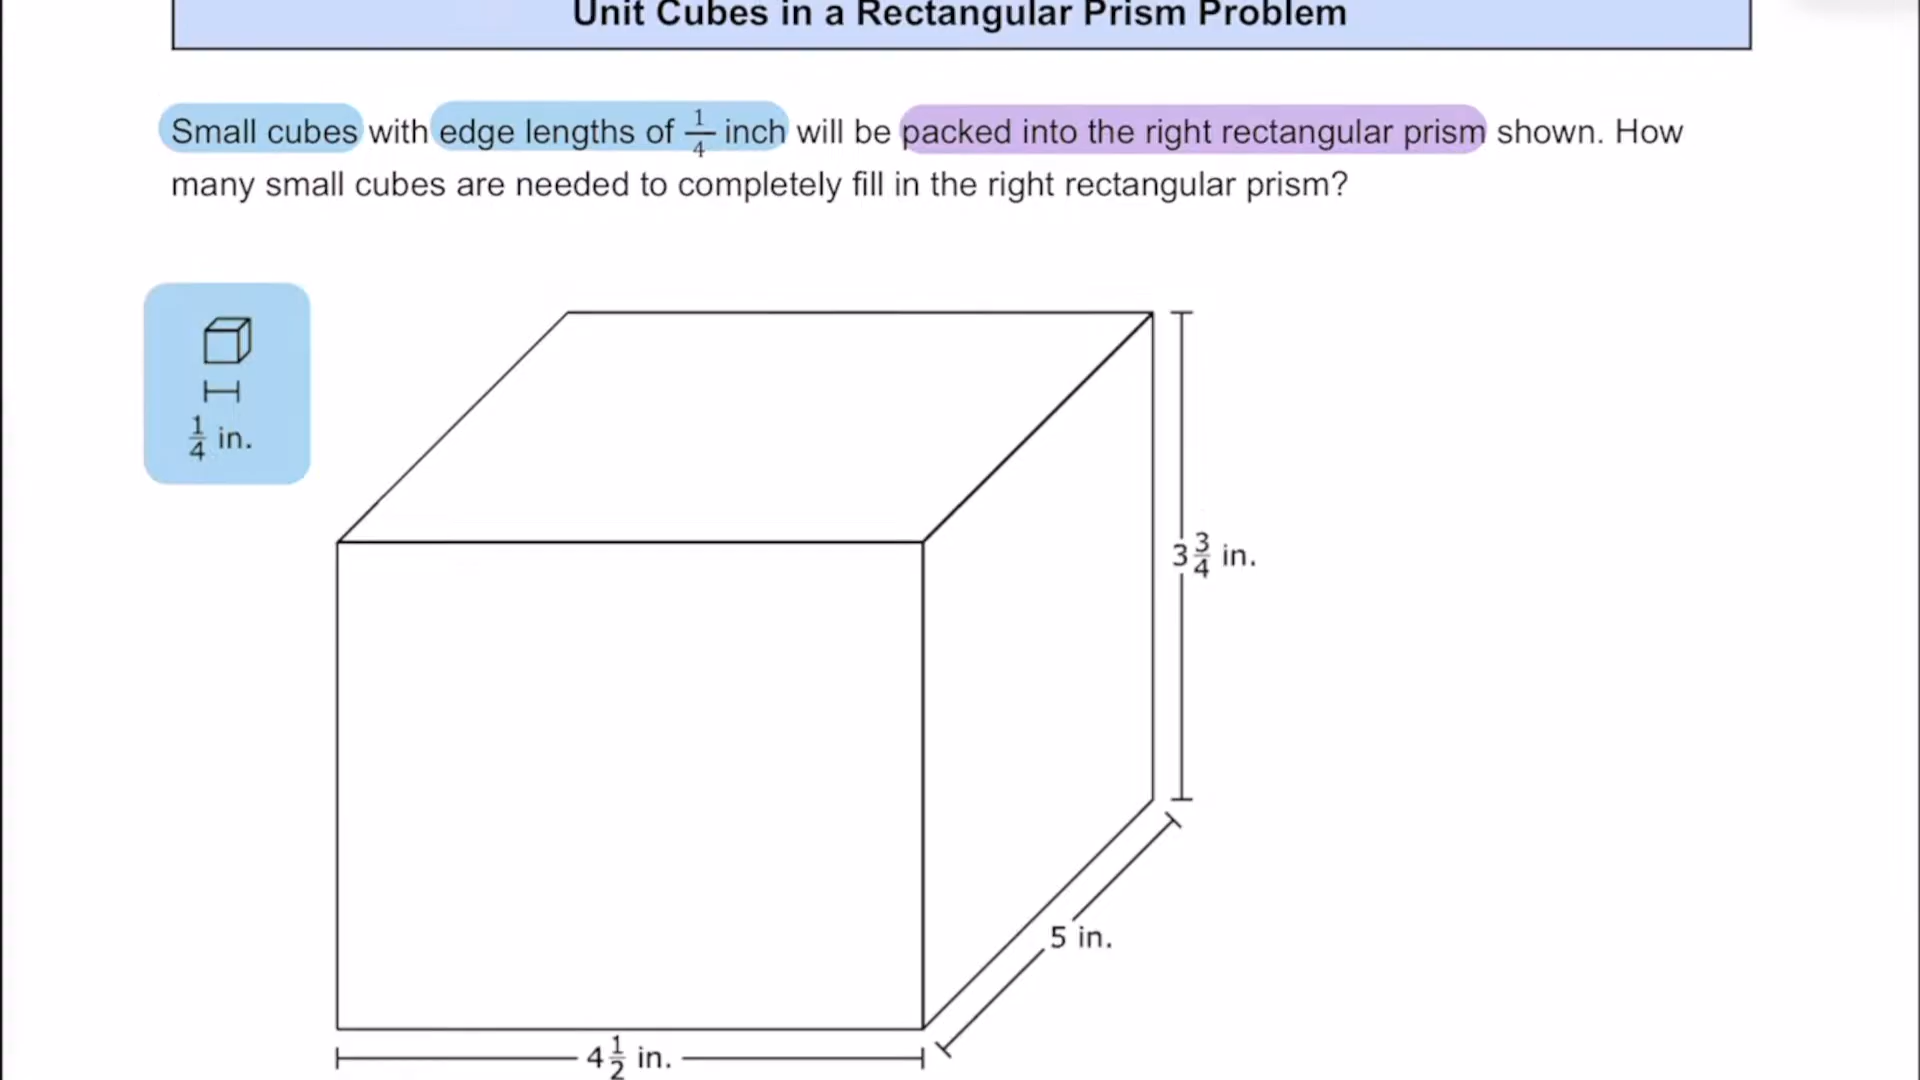 Unit Cubes in a Rectangular Prism Problem
Small cubes with edge lengths of 1/4 inch will be packed into the right rectangular prism shown. How
many small cubes are needed to completely fill in the right rectangular prism?
1/4 in.
3 3/4 in.
5 in.
4 1/2 in.